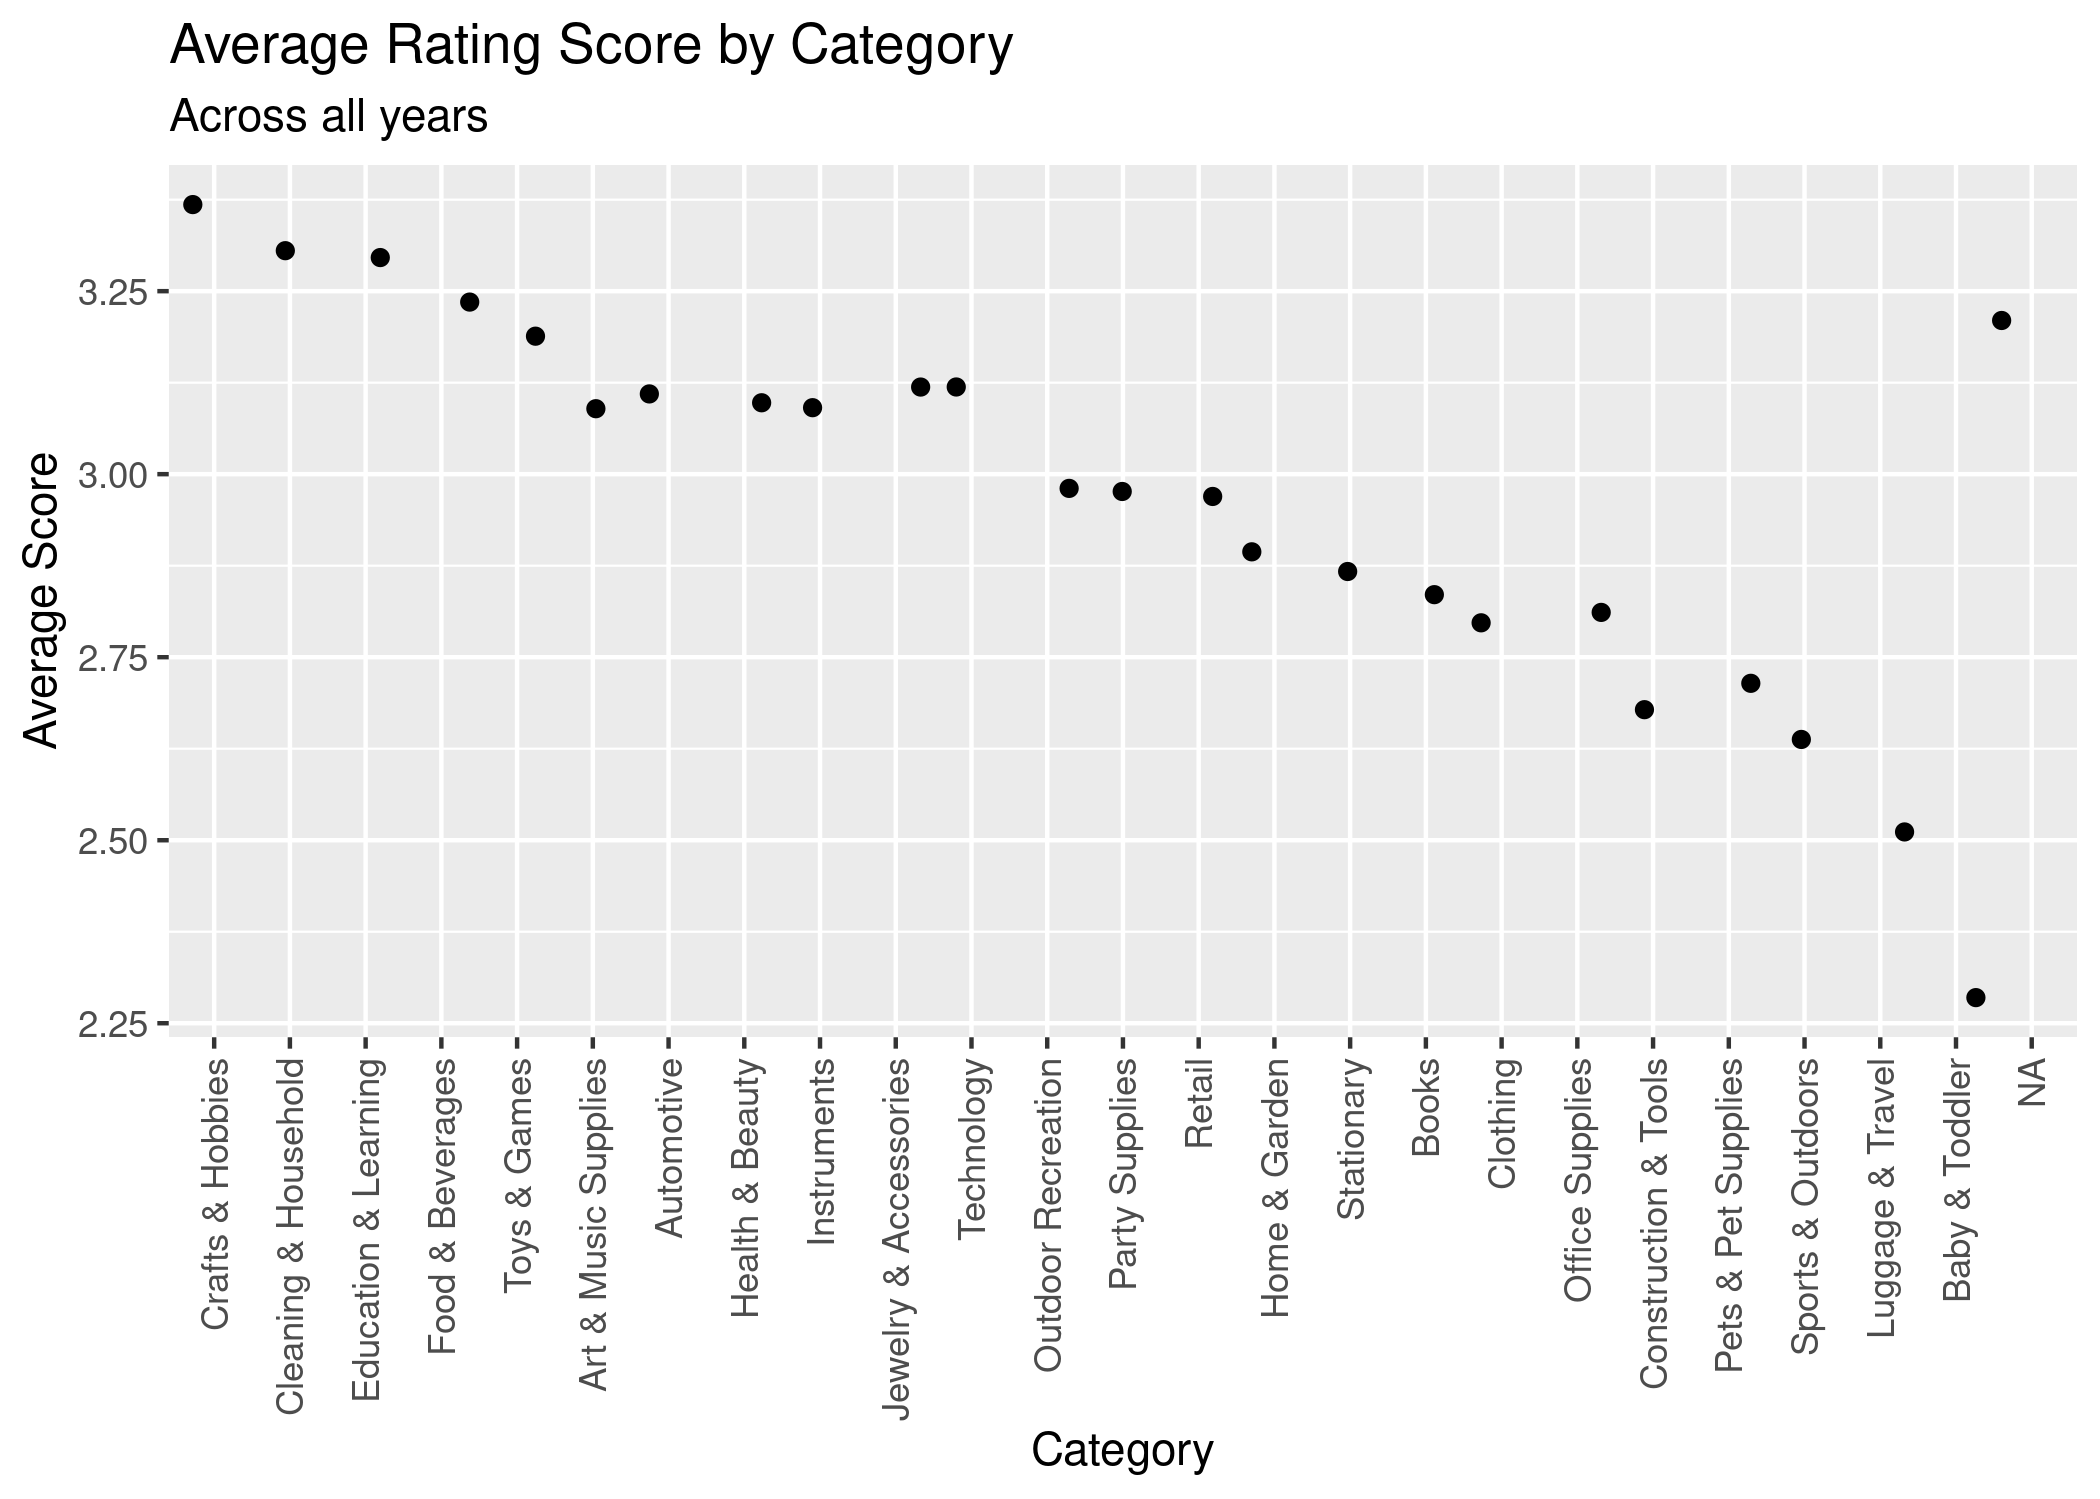 Average Rating Score by Category
Across all years
Average Score
3.25
3.00
2.75
2.50
2.25
Crafts & Hobbies
Cleaning & Household
Education & Learning
Food & Beverages
Toys & Games
Art & Music Supplies
Automotive
Health & Beauty
Instruments
Jewelry & Accessories
Technology
Outdoor Recreation
Party Supplies
Retail
Home & Garden
Stationary
Books
Clothing
Office Supplies
Construction & Tools
Pets & Pet Supplies
Sports & Outdoors
Luggage & Travel
Baby & Toddler
NA
Category